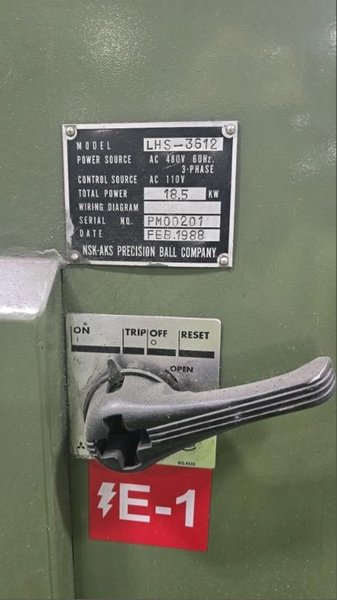 MODEL LHS-3612
POWER SOURCE AC 480V 60Hz.
3-PHASE
CONTROL SOURCE AC 110V
TOTAL POWER 18.5 KW
WIRING DIAGRAM
SERIAL NO. PM00201
DATE FEB.1988
NSK-AKS PRECISION BALL COMPANY
ON TRIP OFF RESET
I O
OPEN
E-1